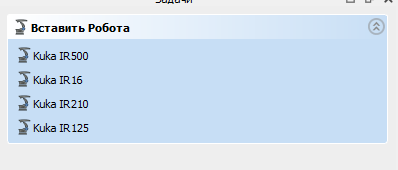 Задачи
Вставить Робота
Kuka IR500
Kuka IR16
Kuka IR210
Kuka IR125